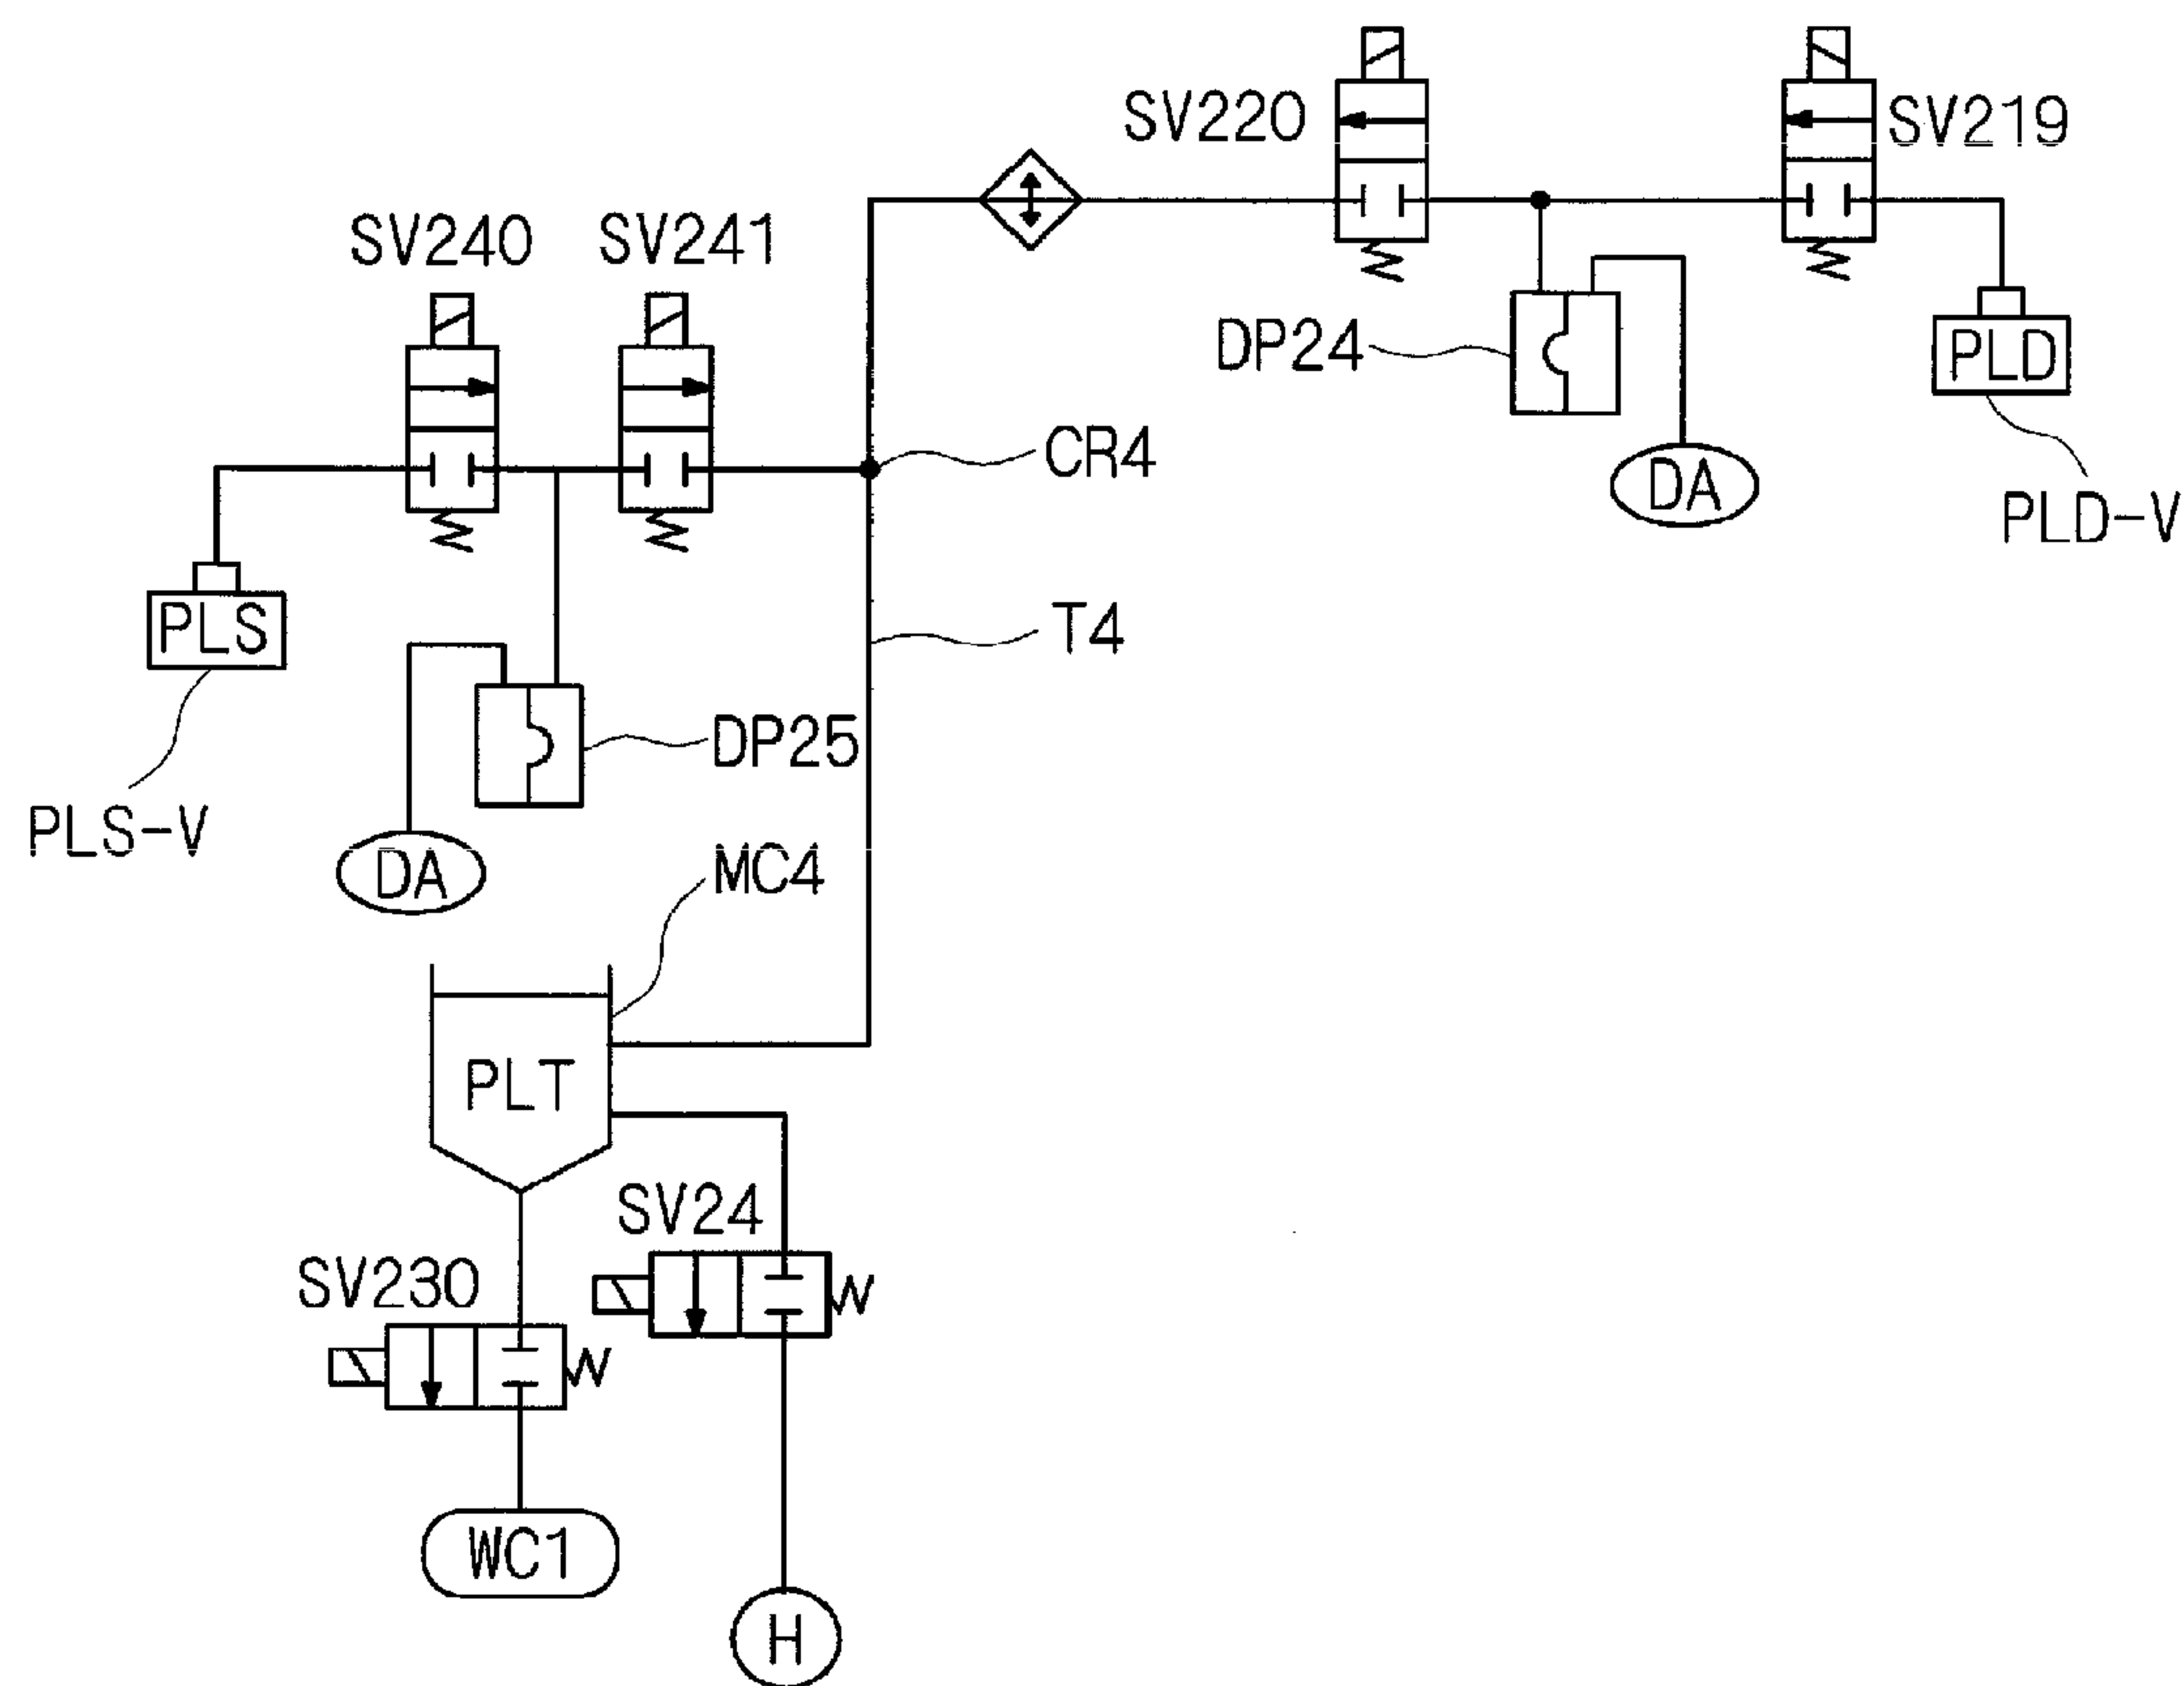 SV220
SV219
SV240
SV241
DP24
PLD
CR4
DA
PLD-V
PLS
T4
DP25
PLS-V
DA
MC4
PLT
SV24
SV230
WC1
H